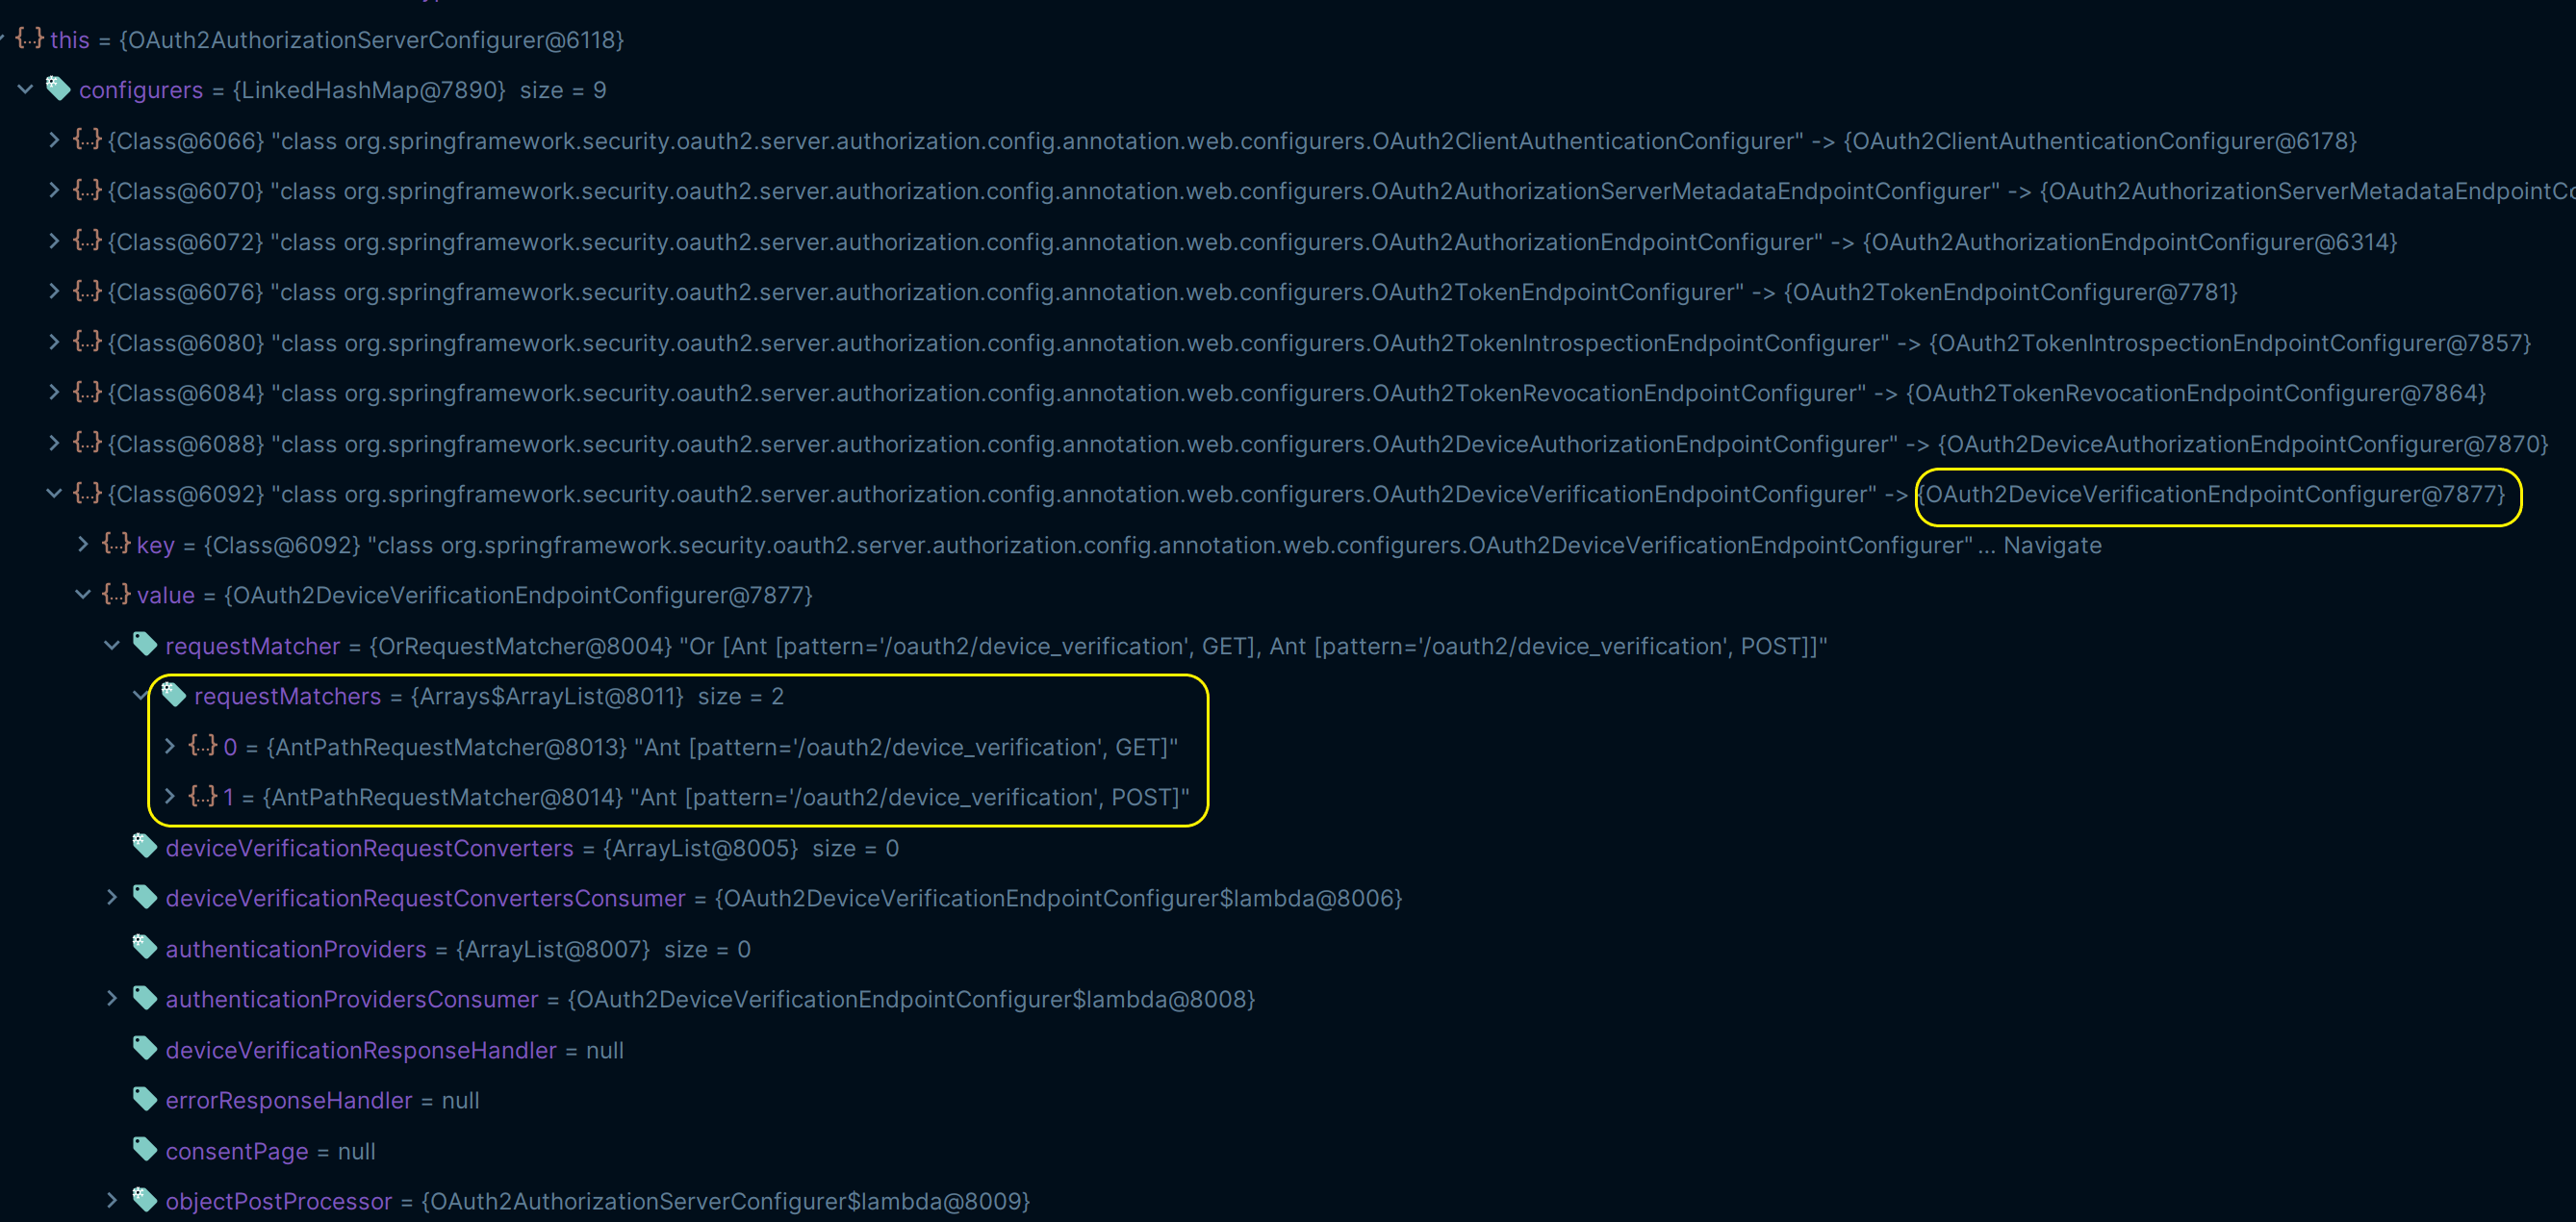 this = {OAuth2AuthorizationServerConfigurer@6118}
configurers = {LinkedHashMap@7890} size = 9
{Class@6066} "class org.springframework.security.oauth2.server.authorization.config.annotation.web.configurers.OAuth2ClientAuthenticationConfigurer" -> {OAuth2ClientAuthenticationConfigurer@6178}
{Class@6070} "class org.springframework.security.oauth2.server.authorization.config.annotation.web.configurers.OAuth2AuthorizationServerMetadataEndpointConfigurer" -> {OAuth2AuthorizationServerMetadataEndpointCo
{Class@6072} "class org.springframework.security.oauth2.server.authorization.config.annotation.web.configurers.OAuth2AuthorizationEndpointConfigurer" -> {OAuth2AuthorizationEndpointConfigurer@6314}
{Class@6076} "class org.springframework.security.oauth2.server.authorization.config.annotation.web.configurers.OAuth2TokenEndpointConfigurer" -> {OAuth2TokenEndpointConfigurer@7781}
{Class@6080} "class org.springframework.security.oauth2.server.authorization.config.annotation.web.configurers.OAuth2TokenIntrospectionEndpointConfigurer" -> {OAuth2TokenIntrospectionEndpointConfigurer@7857}
{Class@6084} "class org.springframework.security.oauth2.server.authorization.config.annotation.web.configurers.OAuth2TokenRevocationEndpointConfigurer" -> {OAuth2TokenRevocationEndpointConfigurer@7864}
{Class@6088} "class org.springframework.security.oauth2.server.authorization.config.annotation.web.configurers.OAuth2DeviceAuthorizationEndpointConfigurer" -> {OAuth2DeviceAuthorizationEndpointConfigurer@7870}
{Class@6092} "class org.springframework.security.oauth2.server.authorization.config.annotation.web.configurers.OAuth2DeviceVerificationEndpointConfigurer" -> {OAuth2DeviceVerificationEndpointConfigurer@7877}
key = {Class@6092} "class org.springframework.security.oauth2.server.authorization.config.annotation.web.configurers.OAuth2DeviceVerificationEndpointConfigurer" ... Navigate
value = {OAuth2DeviceVerificationEndpointConfigurer@7877}
requestMatcher = {OrRequestMatcher@8004} "Or [Ant [pattern='/oauth2/device_verification', GET], Ant [pattern='/oauth2/device_verification', POST]]"
requestMatchers = {Arrays$ArrayList@8011} size = 2
0 = {AntPathRequestMatcher@8013} "Ant [pattern='/oauth2/device_verification', GET]"
1 = {AntPathRequestMatcher@8014} "Ant [pattern='/oauth2/device_verification', POST]"
deviceVerificationRequestConverters = {ArrayList@8005} size = 0
deviceVerificationRequestConvertersConsumer = {OAuth2DeviceVerificationEndpointConfigurer$lambda@8006}
authenticationProviders = {ArrayList@8007} size = 0
authenticationProvidersConsumer = {OAuth2DeviceVerificationEndpointConfigurer$lambda@8008}
deviceVerificationResponseHandler = null
errorResponseHandler = null
consentPage = null
objectPostProcessor = {OAuth2AuthorizationServerConfigurer$lambda@8009}